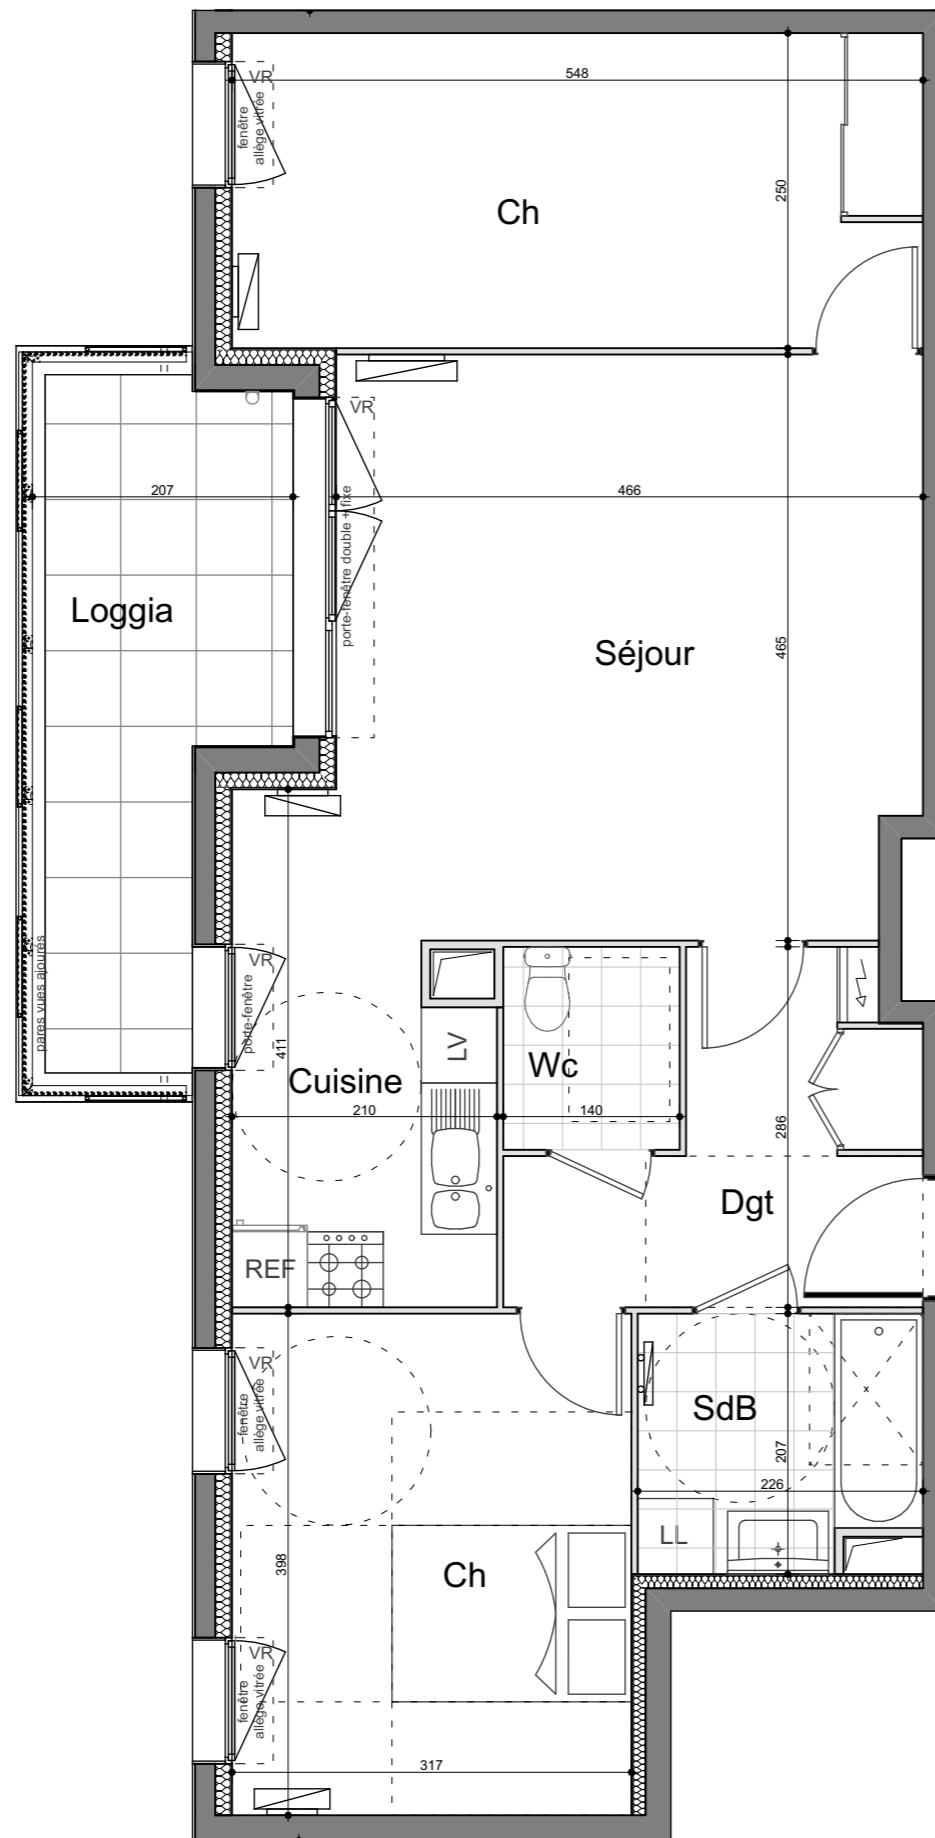 VR
548
fenêtre
allège vitrée
250
Ch
VR
207
466
porte-fenêtre double + fixe
Loggia
Séjour
465
VR
pares vues ajourés
porte-fenêtre
411
LV
Wc
Cuisine
210
140
286
Dgt
REF
VR
fenêtre
allège vitrée
SdB
207
226
LL
398
Ch
VR
fenêtre
allège vitrée
317